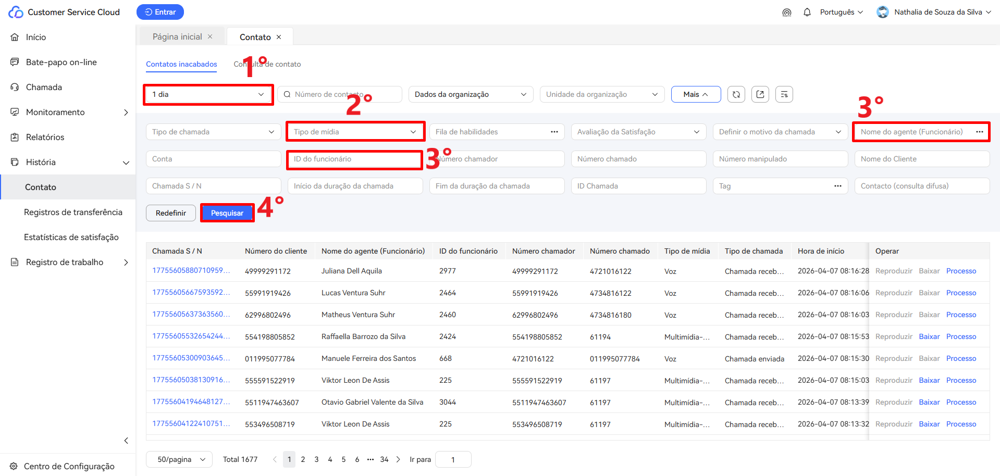 Customer Service Cloud
Entrar
Português
Nathalia de Souza da Silva
Início
Bate-papo on-line
Chamada
Monitoramento
Relatórios
História
Contato
Registros de transferência
Estatísticas de satisfação
Registro de trabalho
Centro de Configuração
Página inicial
Contato
Contatos inacabados
Consulta de contato
1°
1 dia
Número de contacto
Dados da organização
Unidade da organização
Mais
2°
3°
Tipo de chamada
Tipo de mídia
Fila de habilidades
Avaliação da Satisfação
Definir o motivo da chamada
Nome do agente (Funcionário)
Conta
ID do funcionário
3°
Número chamador
Número chamado
Número manipulado
Nome do Cliente
Chamada S / N
Início da duração da chamada
Fim da duração da chamada
ID Chamada
Tag
Contacto (consulta difusa)
Redefinir
Pesquisar
4°
Chamada S / N Número do cliente Nome do agente (Funcionário) ID do funcionário Número chamador Número chamado Tipo de mídia Tipo de chamada Hora de início Operar
17755605880710959... 49999291172 Juliana Dell Aquila 2977 49999291172 4721016122 Voz Chamada receb... 2026-04-07 08:16:28 Reproduzir Baixar Processo
17755605667593592... 55991919426 Lucas Ventura Suhr 2464 55991919426 4734816122 Voz Chamada receb... 2026-04-07 08:16:06 Reproduzir Baixar Processo
17755605637363560... 62996802496 Matheus Ventura Suhr 2460 62996802496 4734816180 Voz Chamada receb... 2026-04-07 08:16:03 Reproduzir Baixar Processo
17755605532654244... 554198805852 Raffaella Barrozo da Silva 2424 554198805852 61194 Multimídia-... Chamada receb... 2026-04-07 08:15:53 Reproduzir Baixar Processo
17755605300903645... 011995077784 Manuele Ferreira dos Santos 668 4721016122 011995077784 Voz Chamada enviada 2026-04-07 08:15:30 Reproduzir Baixar Processo
17755605038130916... 555591522919 Viktor Leon De Assis 225 555591522919 61197 Multimídia-... Chamada receb... 2026-04-07 08:15:03 Reproduzir Baixar Processo
17755604194648127... 5511947463607 Otavio Gabriel Valente da Silva 3044 5511947463607 61197 Multimídia-... Chamada receb... 2026-04-07 08:13:39 Reproduzir Baixar Processo
17755604122410751... 553496508719 Viktor Leon De Assis 225 553496508719 61197 Multimídia-... Chamada receb... 2026-04-07 08:13:32 Reproduzir Baixar Processo
50/pagina Total 1677 1 2 3 4 5 6 ... 34 Ir para 1